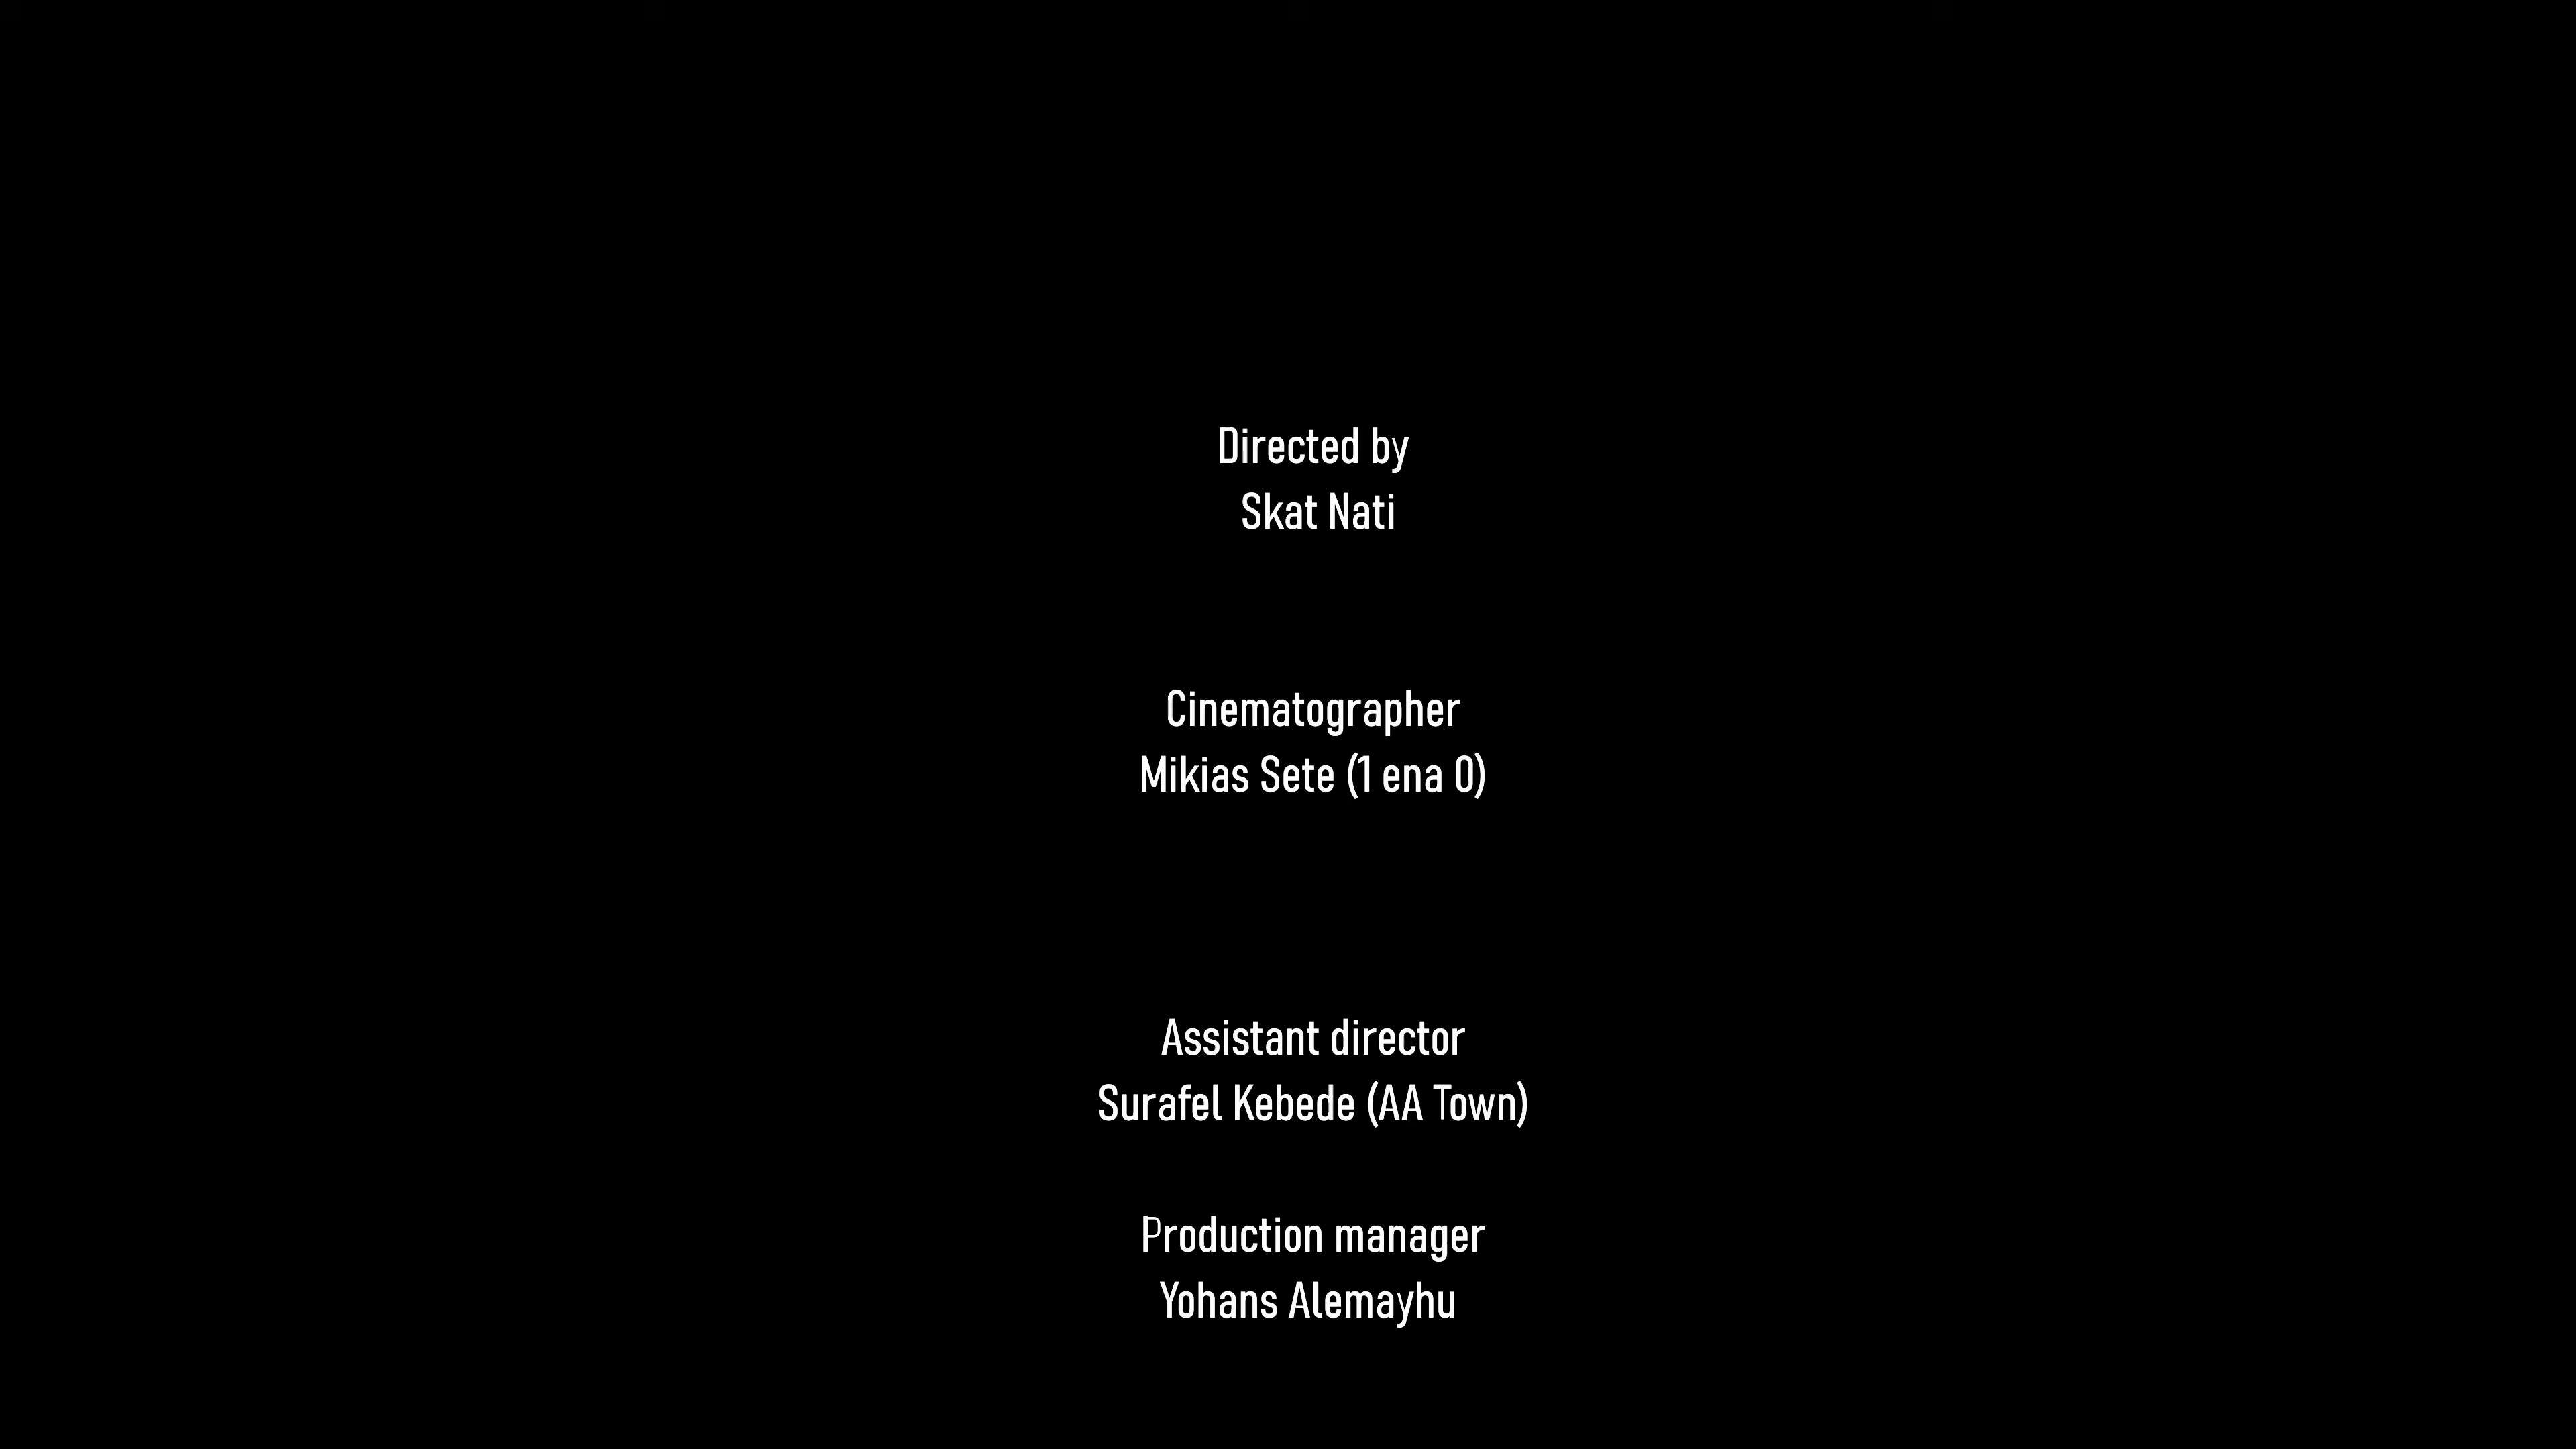 Directed by
Skat Nati
Cinematographer
Mikias Sete (1 ena 0)
Assistant director
Surafel Kebede (AA Town)
Production manager
Yohans Alemayhu